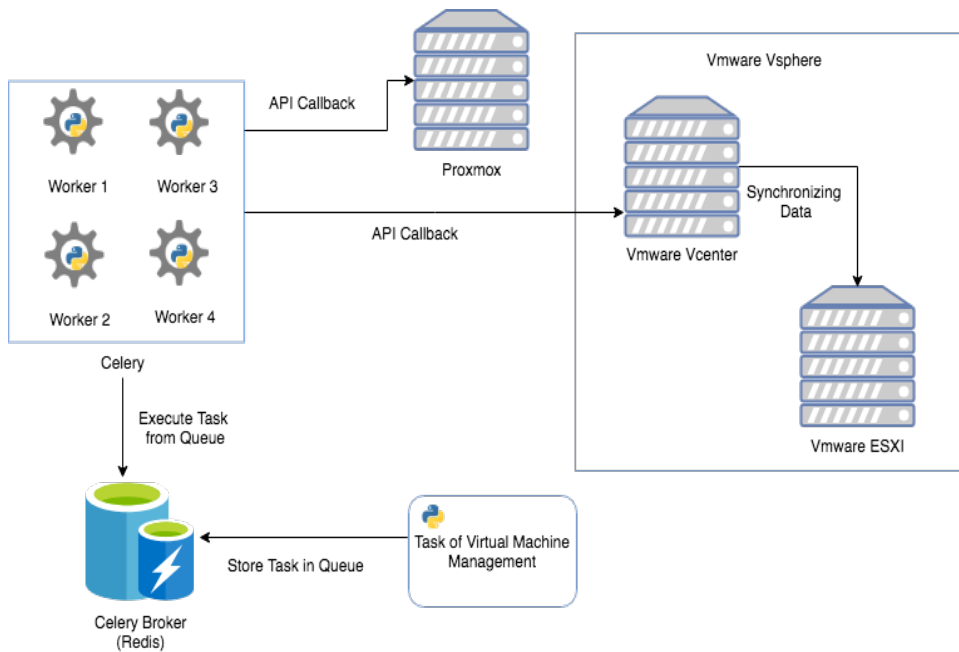 Vmware Vsphere
API Callback
Proxmox
Worker 1
Worker 3
Synchronizing
Data
API Callback
Vmware Vcenter
Worker 2
Worker 4
Celery
Execute Task
from Queue
Vmware ESXI
Task of Virtual Machine
Management
Store Task in Queue
Celery Broker
(Redis)